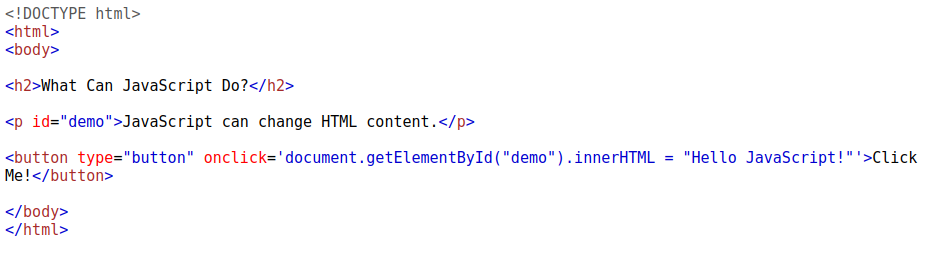 <!DOCTYPE html>
<html>
<body>
<h2>What Can JavaScript Do?</h2>
<p id="demo">JavaScript can change HTML content.</p>
<button type="button" onclick='document.getElementById("demo").innerHTML = "Hello JavaScript!"'>Click
Me!</button>
</body>
</html>